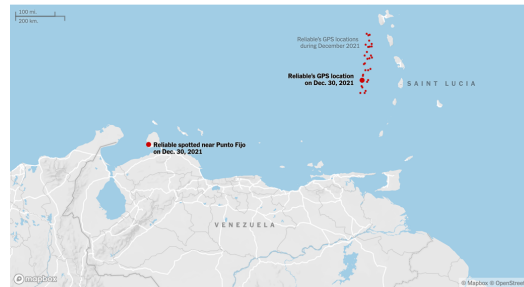 100 mi.
200 km.
Reliable's GPS locations
during December 2021
Reliable's GPS location
on Dec. 30, 2021
SAINT LUCIA
Reliable spotted near Punto Fijo
on Dec. 30, 2021
VENEZUELA
mapbox
© Mapbox © OpenStreet